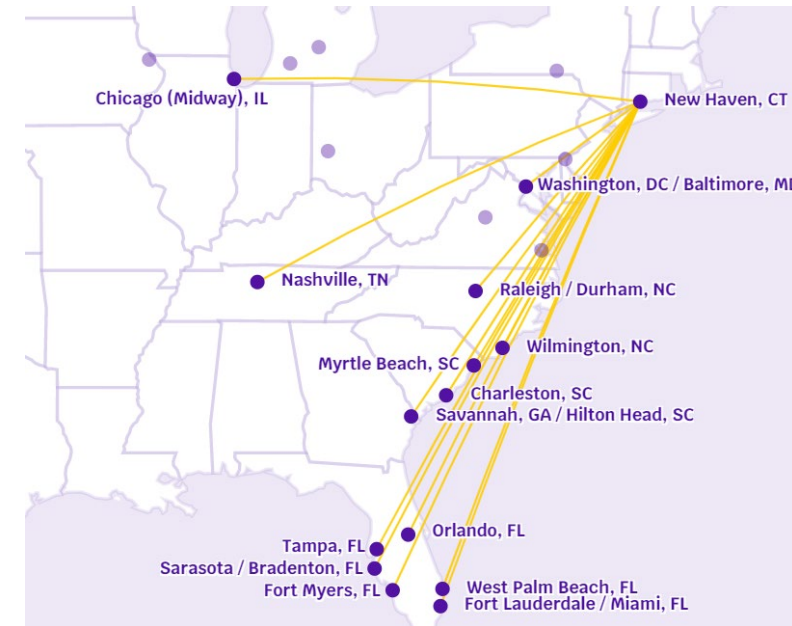 Chicago (Midway), IL
New Haven, CT
Washington, DC / Baltimore, MD
Nashville, TN
Raleigh / Durham, NC
Wilmington, NC
Myrtle Beach, SC
Charleston, SC
Savannah, GA / Hilton Head, SC
Orlando, FL
Tampa, FL
Sarasota / Bradenton, FL
Fort Myers, FL
West Palm Beach, FL
Fort Lauderdale / Miami, FL